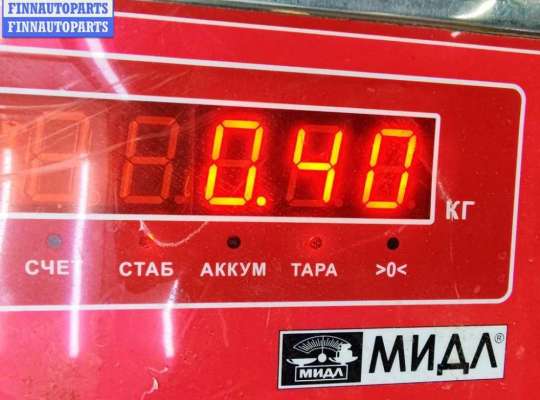 FINNAUTOPARTS
FINNAUTOPARTS
0.40
КГ
СЧЕТ СТАБ АККУМ ТАРА >0<
МИДЛ МИДЛ®